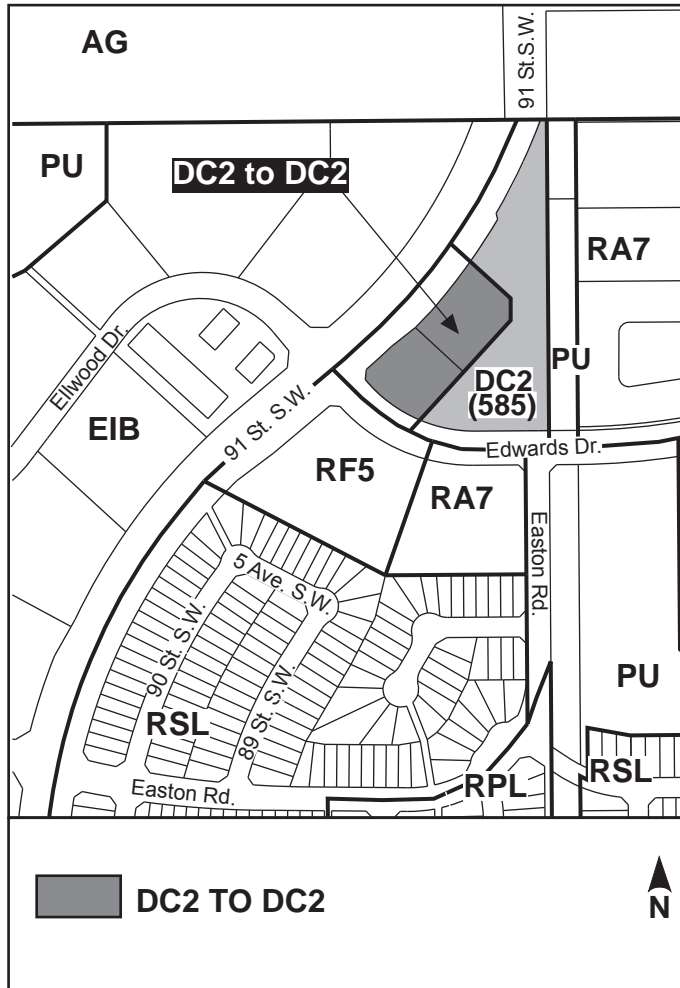 AG
91 St.S.W.
PU
DC2 to DC2
RA7
Ellwood Dr.
PU
DC2
(585)
EIB
91 St. S.W.
Edwards Dr.
RF5
RA7
Easton Rd.
5 Ave. S.W.
90 St. S.W.
89 St. S.W.
PU
RSL
RSL
RPL
Easton Rd.
DC2 TO DC2
N